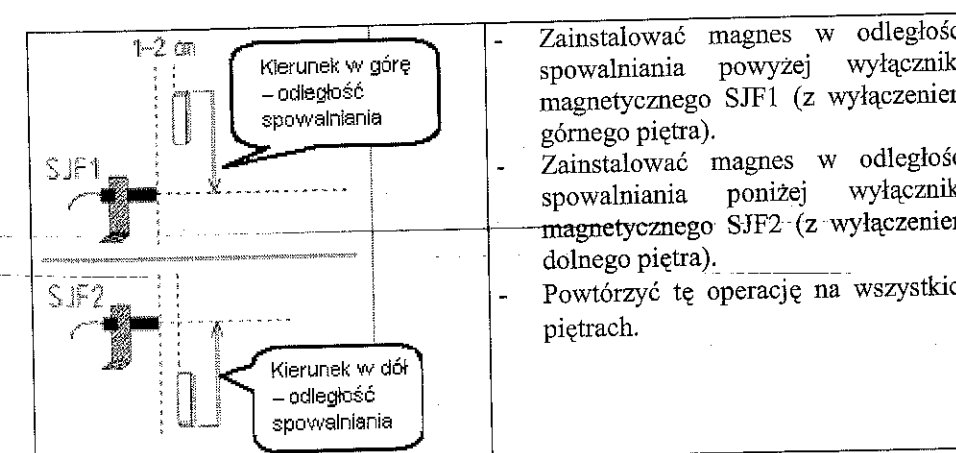 1-2 cm
Kierunek w górę
– odległość
spowalniania
SJF1
SJF2
Kierunek w dół
– odległość
spowalniania
- Zainstalować magnes w odległośc
spowalniania powyżej wyłącznik
magnetycznego SJF1 (z wyłączenien
górnego piętra).
- Zainstalować magnes w odległośc
spowalniania poniżej wyłącznik
magnetycznego SJF2 (z wyłączenien
dolnego piętra).
- Powtórzyć tę operację na wszystkic
piętrach.